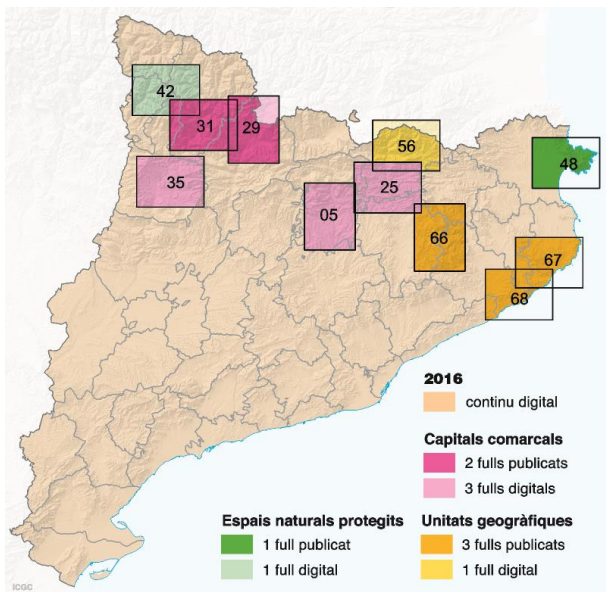 42
31
29
56
48
35
25
05
66
67
68
2016
continu digital
Capitals comarcals
2 fulls publicats
3 fulls digitals
Espais naturals protegits
1 full publicat
1 full digital
Unitats geogràfiques
3 fulls publicats
1 full digital
ICGC